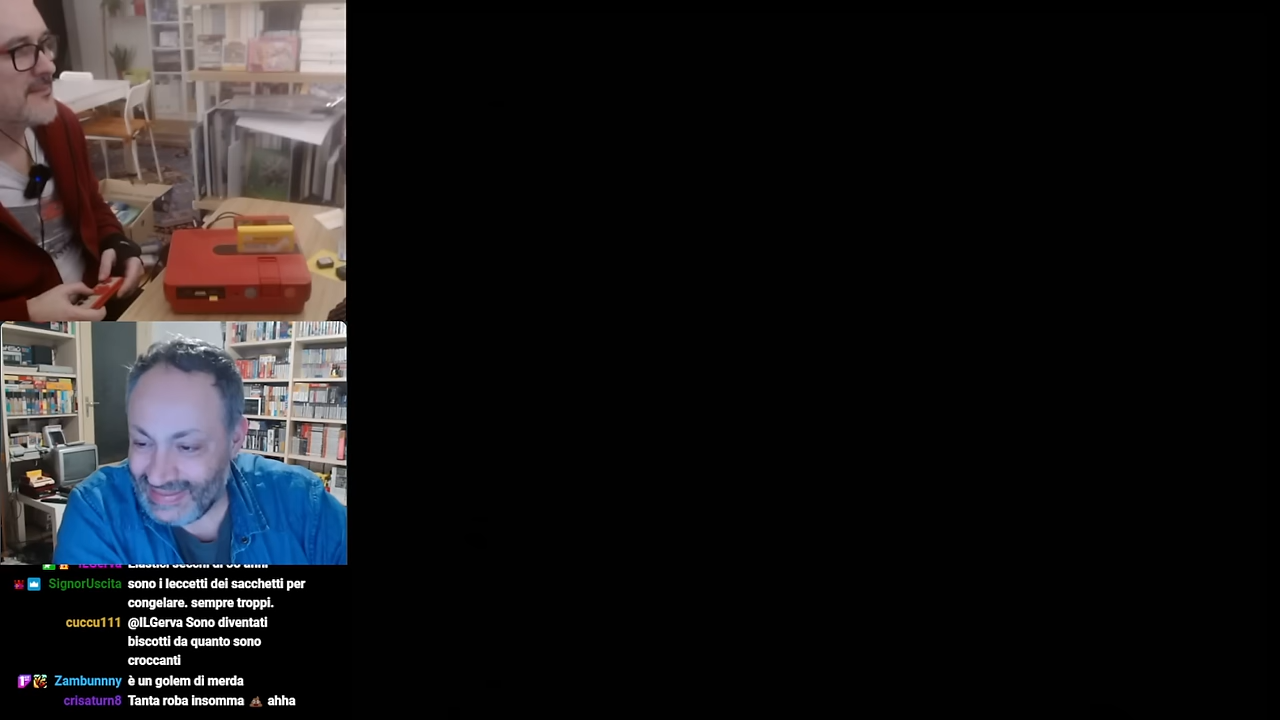 SignorUscita sono i leccetti dei sacchetti per
congelare. sempre troppi.
cuccu111 @ILGerva Sono diventati
biscotti da quanto sono
croccanti
Zambunnny è un golem di merda
crisaturn8 Tanta roba insomma 💩 ahha